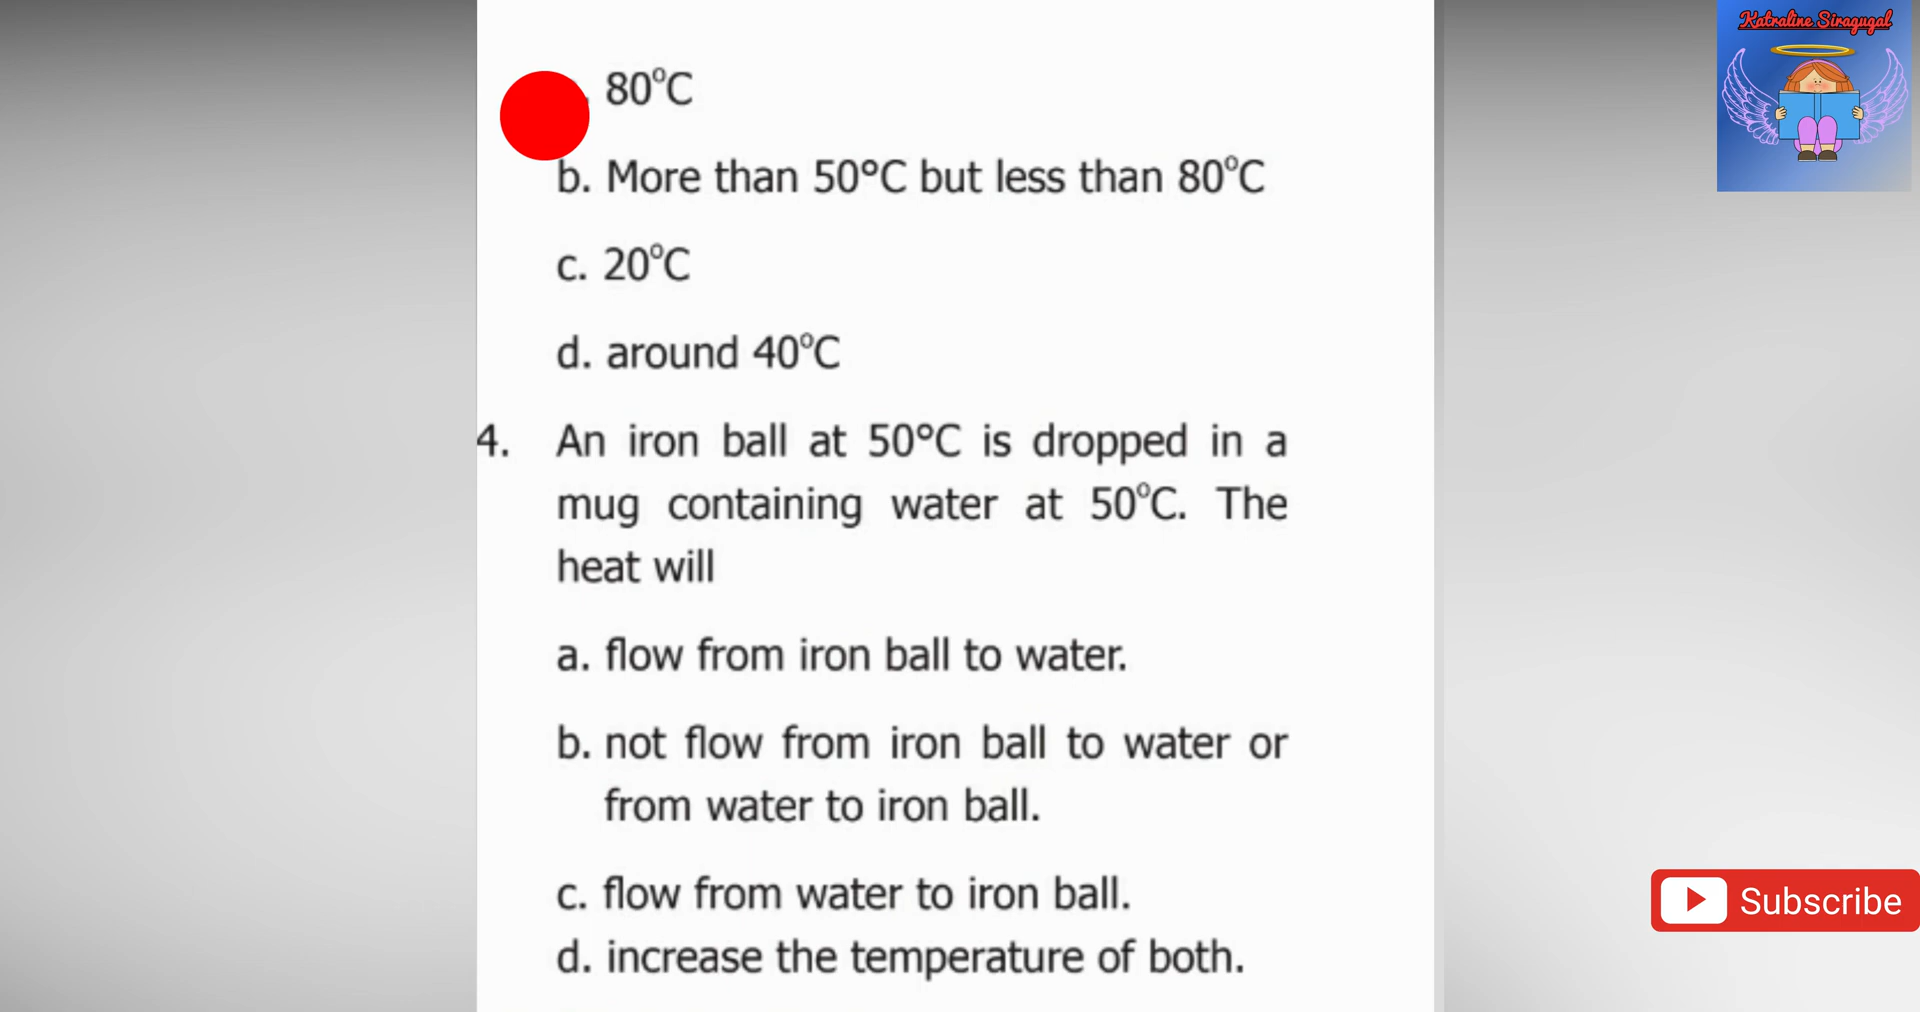 Katraline Siragugal
80°C
b. More than 50°C but less than 80°C
c. 20°C
d. around 40°C
4. An iron ball at 50°C is dropped in a
mug containing water at 50°C. The
heat will
a. flow from iron ball to water.
b. not flow from iron ball to water or
from water to iron ball.
c. flow from water to iron ball.
d. increase the temperature of both.
Subscribe